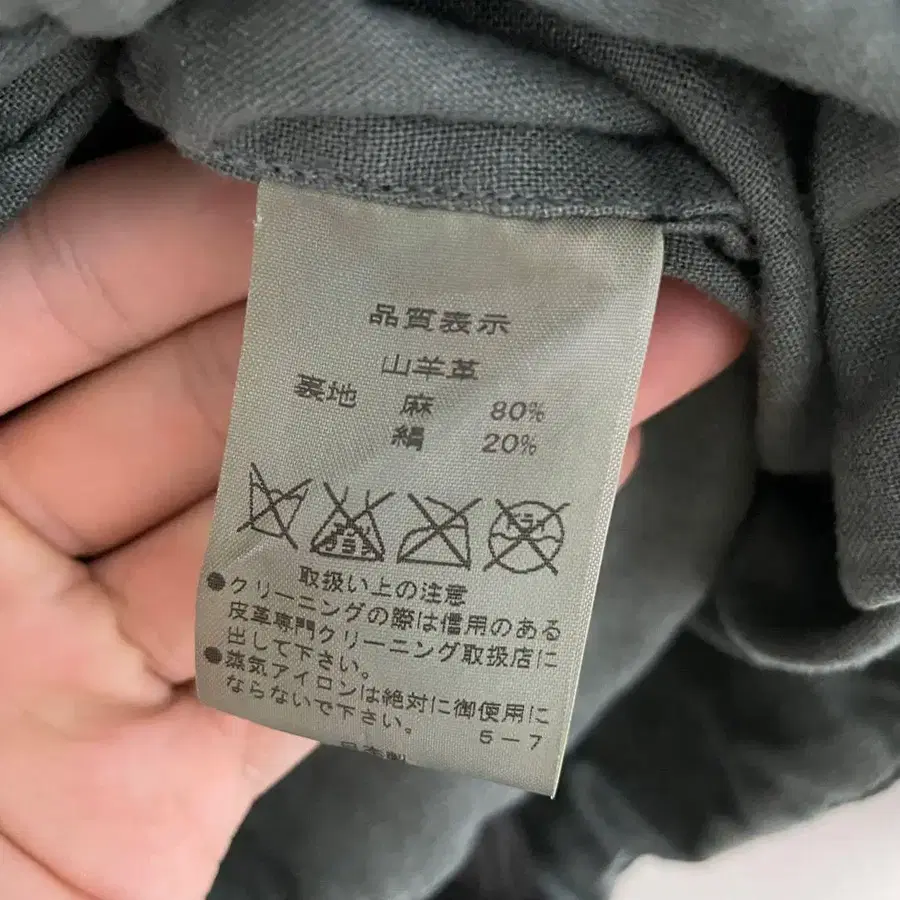 品質表示
山羊革
裏地 麻 80%
絹 20%
取扱い上の注意
●クリーニングの際は信用のある
皮革専門クリーニング取扱店に
出して下さい。
●蒸気アイロンは絶対に御使用に
ならないで下さい。
5-7
日本製